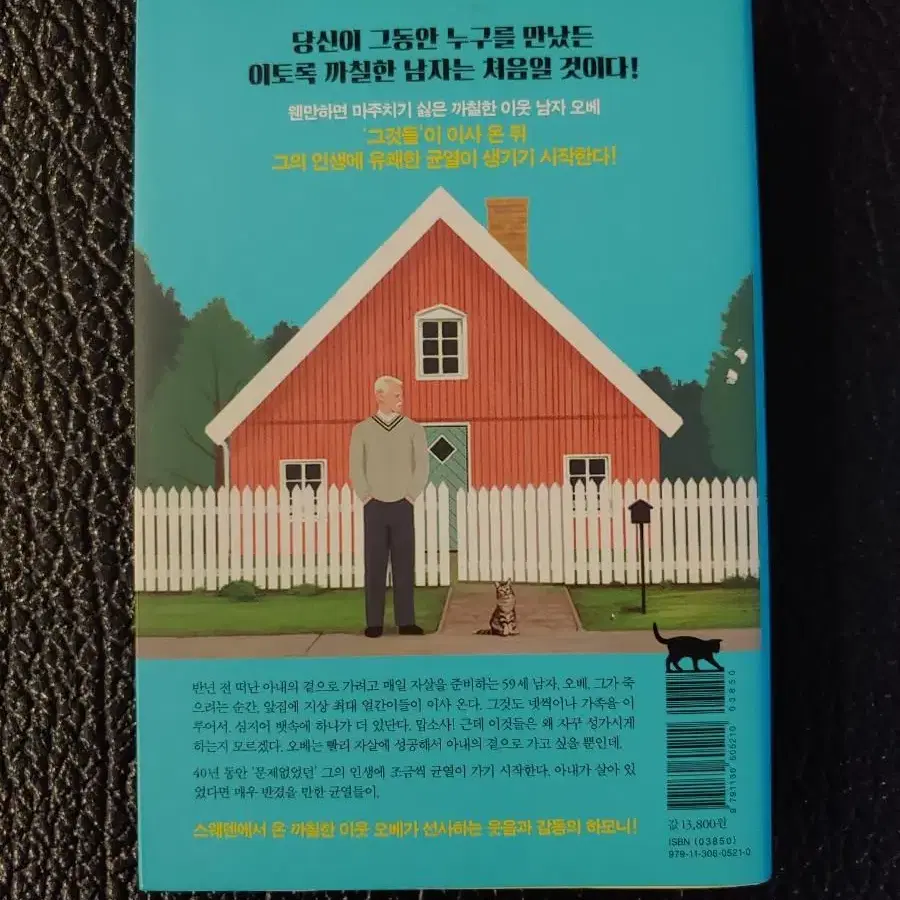 당신이 그동안 누구를 만났든
이토록 까칠한 남자는 처음일 것이다!
웬만하면 마주치기 싫은 까칠한 이웃 남자 오베
'그것들'이 이사 온 뒤
그의 인생에 유쾌한 균열이 생기기 시작한다!
반년 전 떠난 아내의 곁으로 가려고 매일 자살을 준비하는 59세 남자, 오베. 그가 죽
으려는 순간, 앞집에 지상 최대 얼간이들이 이사 온다. 그것도 넷씩이나 가족을 이
루어서. 심지어 뱃속에 하나가 더 있단다. 맙소사! 근데 이것들은 왜 자꾸 성가시게
하는지 모르겠다. 오베는 빨리 자살에 성공해서 아내의 곁으로 가고 싶을 뿐인데.
40년 동안 '문제없었던' 그의 인생에 조금씩 균열이 가기 시작한다. 아내가 살아 있
었다면 매우 반겼을 만한 균열들이.
스웨덴에서 온 까칠한 이웃 오베가 선사하는 웃음과 감동의 하모니!
03850
9 791130 605210
값 13,800원
ISBN (03850)
979-11-306-0521-0